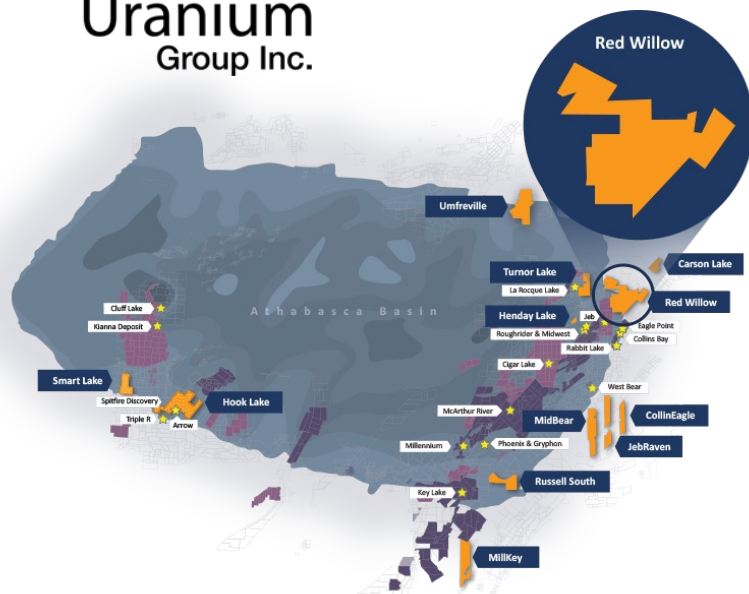 Uranium
Group Inc.
Red Willow
Umfreville
Carson Lake
Turnor Lake
La Rocque Lake
Red Willow
Henday Lake
Jeb
Eagle Point
Roughrider & Midwest
Collins Bay
Rabbit Lake
Cluff Lake
Kianna Deposit
Athabasca Basin
Cigar Lake
Smart Lake
Spitfire Discovery
Hook Lake
Triple R
Arrow
West Bear
McArthur River
MidBear
CollinEagle
Millennium
Phoenix & Gryphon
JebRaven
Russell South
Key Lake
MillKey